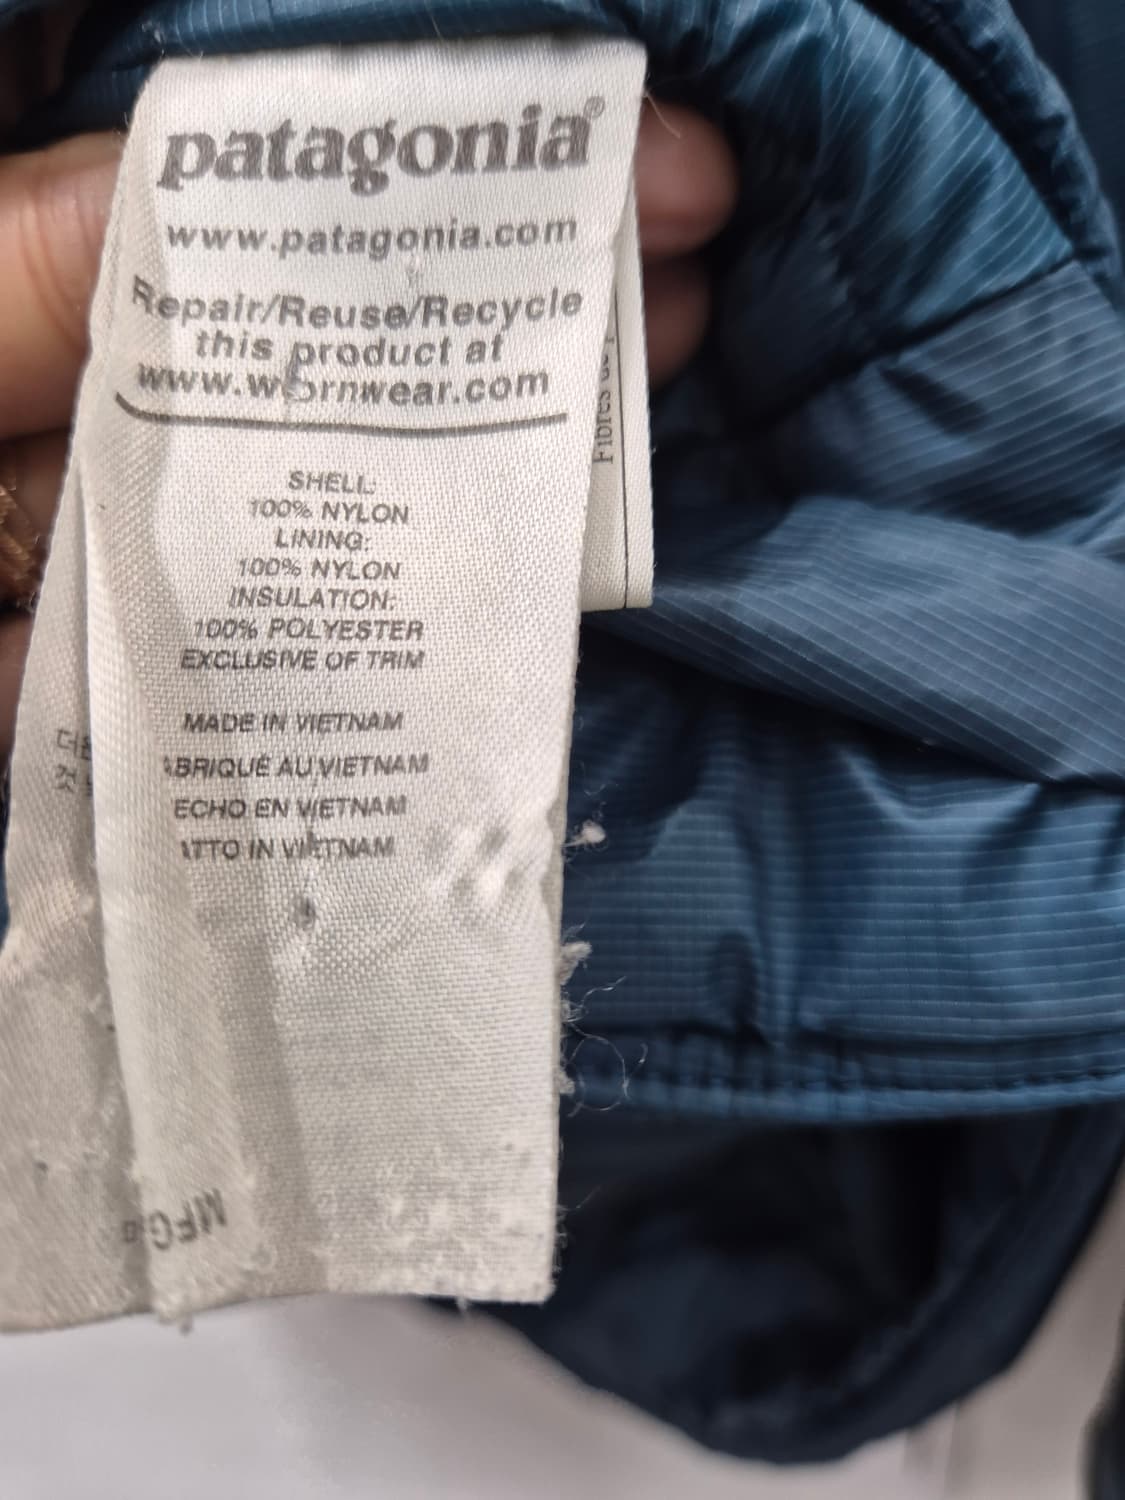 patagonia®
www.patagonia.com
Repair/Reuse/Recycle
this product at
www.wornwear.com
SHELL:
100% NYLON
LINING:
100% NYLON
INSULATION:
100% POLYESTER
EXCLUSIVE OF TRIM
MADE IN VIETNAM
ABRIQUÉ AU VIETNAM
ECHO EN VIETNAM
ATTO IN VIETNAM
Fibres
MFG